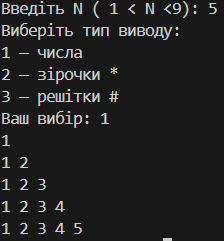 Введіть N ( 1 < N <9): 5
Виберіть тип виводу:
1 – числа
2 – зірочки *
3 – решітки #
Ваш вибір: 1
1
1 2
1 2 3
1 2 3 4
1 2 3 4 5